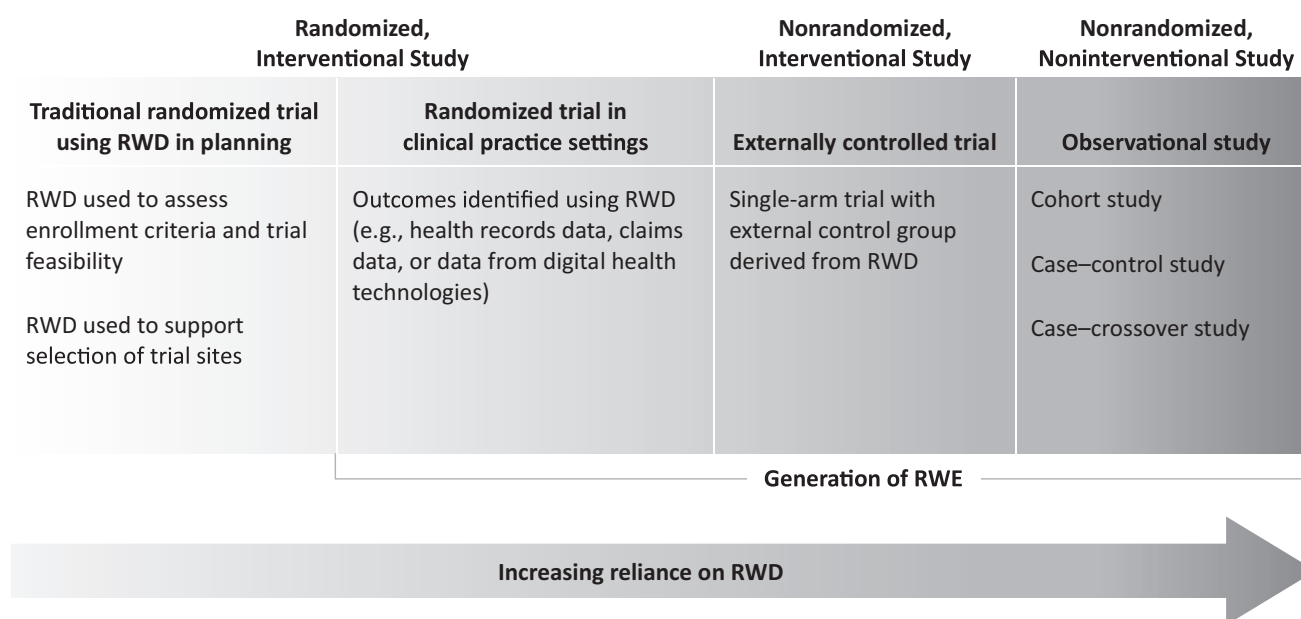 Randomized,
Interventional Study
Nonrandomized,
Interventional Study
Nonrandomized,
Noninterventional Study
Traditional randomized trial
using RWD in planning
Randomized trial in
clinical practice settings
Externally controlled trial
Observational study
RWD used to assess
enrollment criteria and trial
feasibility
RWD used to support
selection of trial sites
Outcomes identified using RWD
(e.g., health records data, claims
data, or data from digital health
technologies)
Single-arm trial with
external control group
derived from RWD
Cohort study
Case–control study
Case–crossover study
Generation of RWE
Increasing reliance on RWD